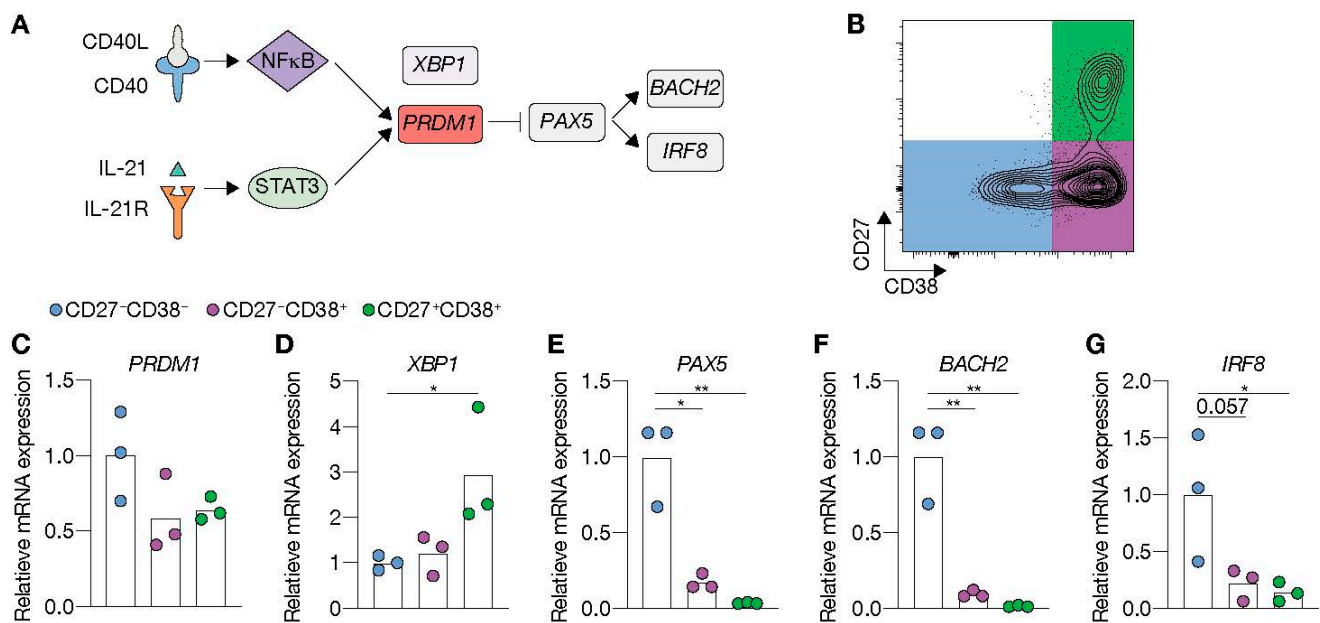 A
CD40L
CD40
NFκB
XBP1
PRDM1
PAX5
BACH2
IRF8
IL-21
IL-21R
STAT3
B
CD27
CD38
CD27⁻CD38⁻ CD27⁻CD38⁺ CD27⁺CD38⁺
C
PRDM1
Relatieve mRNA expression
1.5
1.0
0.5
0.0
D
XBP1
Relatieve mRNA expression
5
4
3
2
1
0
*
E
PAX5
Relatieve mRNA expression
1.5
1.0
0.5
0.0
**
*
F
BACH2
Relatieve mRNA expression
1.5
1.0
0.5
0.0
**
**
G
IRF8
Relatieve mRNA expression
2.0
1.5
1.0
0.5
0.0
*
0.057